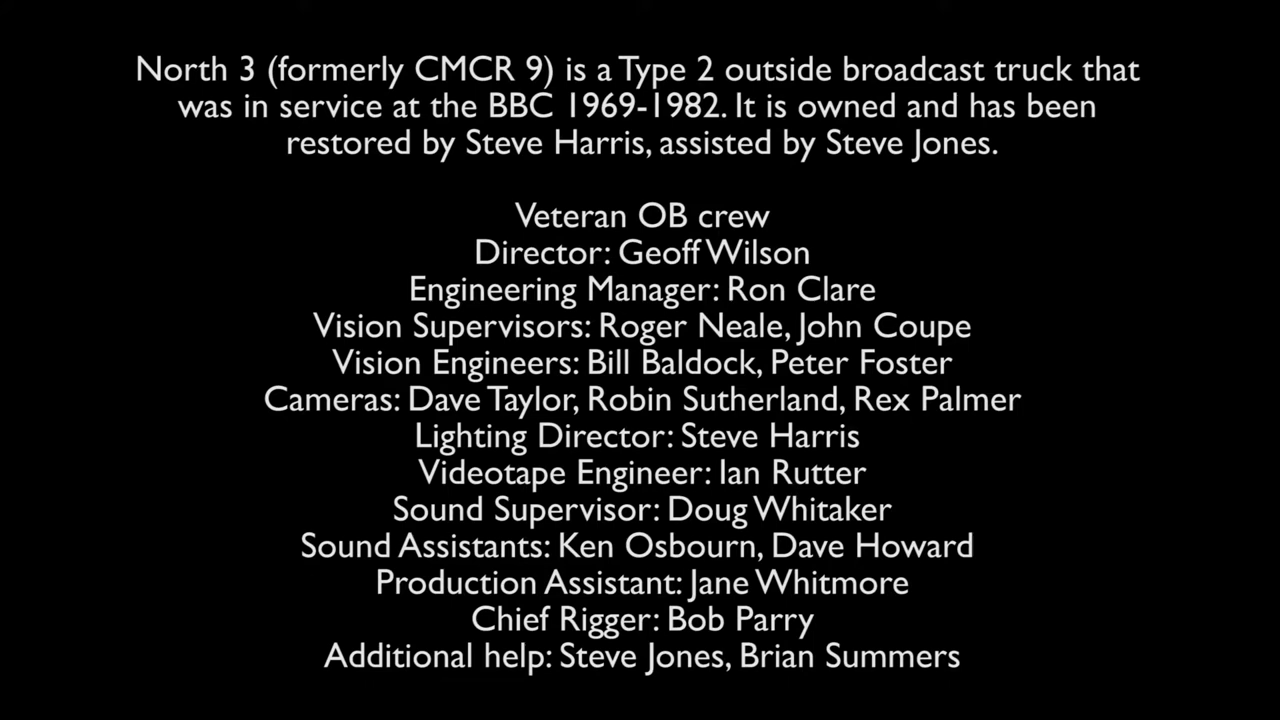 North 3 (formerly CMCR 9) is a Type 2 outside broadcast truck that
was in service at the BBC 1969-1982. It is owned and has been
restored by Steve Harris, assisted by Steve Jones.
Veteran OB crew
Director: Geoff Wilson
Engineering Manager: Ron Clare
Vision Supervisors: Roger Neale, John Coupe
Vision Engineers: Bill Baldock, Peter Foster
Cameras: Dave Taylor, Robin Sutherland, Rex Palmer
Lighting Director: Steve Harris
Videotape Engineer: Ian Rutter
Sound Supervisor: Doug Whitaker
Sound Assistants: Ken Osbourn, Dave Howard
Production Assistant: Jane Whitmore
Chief Rigger: Bob Parry
Additional help: Steve Jones, Brian Summers